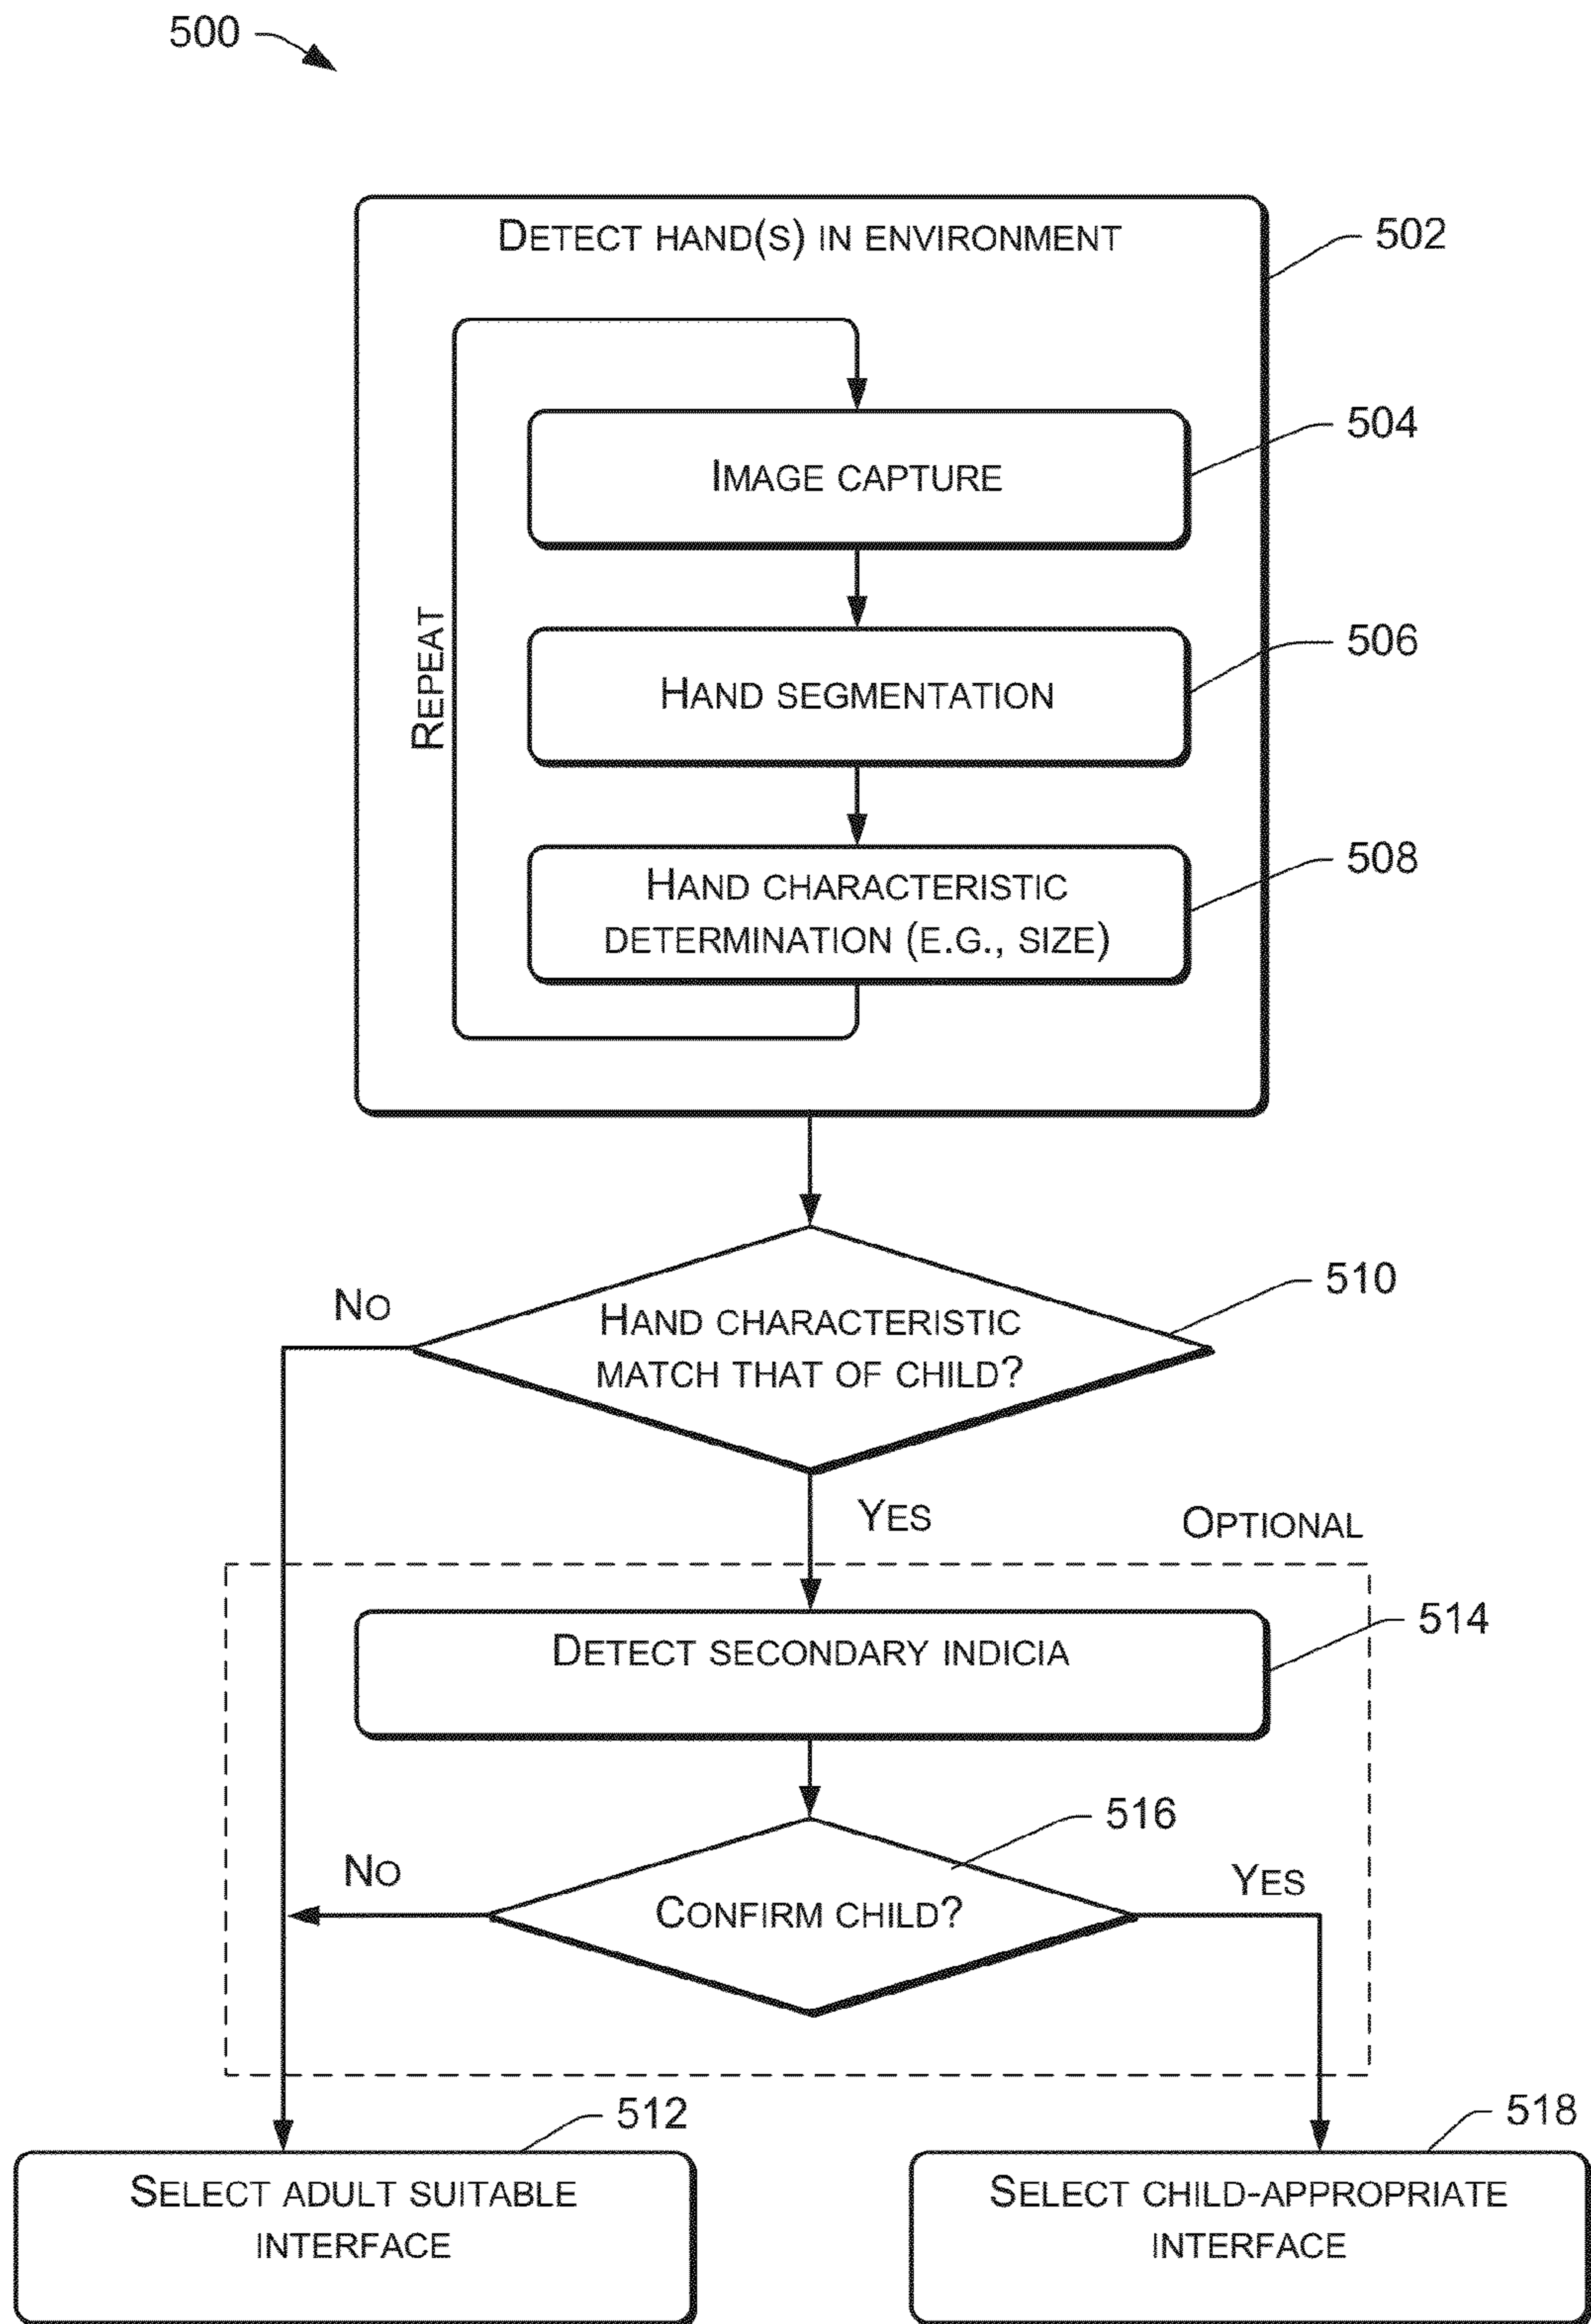 500
DETECT HAND(S) IN ENVIRONMENT
502
IMAGE CAPTURE
504
REPEAT
HAND SEGMENTATION
506
HAND CHARACTERISTIC
DETERMINATION (E.G., SIZE)
508
NO
HAND CHARACTERISTIC
MATCH THAT OF CHILD?
510
YES
OPTIONAL
DETECT SECONDARY INDICIA
514
516
NO
CONFIRM CHILD?
YES
512
SELECT ADULT SUITABLE
INTERFACE
518
SELECT CHILD-APPROPRIATE
INTERFACE